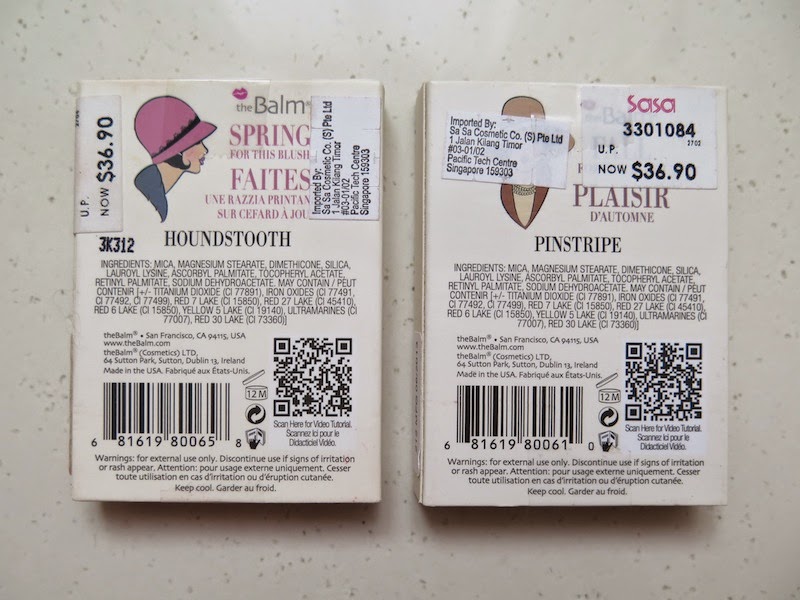 theBalm®
SPRING
FOR THIS BLUSH
FAITES
UNE RAZZIA PRINTAN
SUR CEFARD À JOU
U.P.
NOW $36.90
Imported By:
Sa Sa Cosmetic Co. (S) Pte Ltd
1 Jalan Kilang Timor
#03-01/02
Pacific Tech Centre
Singapore 159303
3K312
HOUNDSTOOTH
INGREDIENTS: MICA, MAGNESIUM STEARATE, DIMETHICONE, SILICA,
LAUROYL LYSINE, ASCORBYL PALMITATE, TOCOPHERYL ACETATE,
RETINYL PALMITATE, SODIUM DEHYDROACETATE. MAY CONTAIN / PEUT
CONTENIR [+/- TITANIUM DIOXIDE (CI 77891), IRON OXIDES (CI 77491,
CI 77492, CI 77499), RED 7 LAKE (CI 15850), RED 27 LAKE (CI 45410),
RED 6 LAKE (CI 15850), YELLOW 5 LAKE (CI 19140), ULTRAMARINES (CI
77007), RED 30 LAKE (CI 73360)]
theBalm® • San Francisco, CA 94115, USA
www.theBalm.com
theBalm® (Cosmetics) LTD,
64 Sutton Park, Sutton, Dublin 13, Ireland
Made in the USA. Fabriqué aux États-Unis.
12 M
6 81619 80065 8
Scan Here for Video Tutorial.
Scannez ici pour le
Didacticiel Vidéo.
Warnings: for external use only. Discontinue use if signs of irritation
or rash appear. Attention: pour usage externe uniquement. Cesser
toute utilisation en cas d'irritation ou d'éruption cutanée.
Keep cool. Garder au froid.
Imported By:
Sa Sa Cosmetic Co. (S) Pte Ltd
1 Jalan Kilang Timor
#03-01/02
Pacific Tech Centre
Singapore 159303
sasa
3301084
2702
U.P.
NOW $36.90
PLAISIR
D'AUTOMNE
PINSTRIPE
INGREDIENTS: MICA, MAGNESIUM STEARATE, DIMETHICONE, SILICA,
LAUROYL LYSINE, ASCORBYL PALMITATE, TOCOPHERYL ACETATE,
RETINYL PALMITATE, SODIUM DEHYDROACETATE. MAY CONTAIN / PEUT
CONTENIR [+/- TITANIUM DIOXIDE (CI 77891), IRON OXIDES (CI 77491,
CI 77492, CI 77499), RED 7 LAKE (CI 15850), RED 27 LAKE (CI 45410),
RED 6 LAKE (CI 15850), YELLOW 5 LAKE (CI 19140), ULTRAMARINES (CI
77007), RED 30 LAKE (CI 73360)]
theBalm® • San Francisco, CA 94115, USA
www.theBalm.com
theBalm® (Cosmetics) LTD,
64 Sutton Park, Sutton, Dublin 13, Ireland
Made in the USA. Fabriqué aux États-Unis.
12 M
6 81619 80061 0
Scan Here for Video Tutorial.
Scannez ici pour le
Didacticiel Vidéo.
Warnings: for external use only. Discontinue use if signs of irritation
or rash appear. Attention: pour usage externe uniquement. Cesser
toute utilisation en cas d'irritation ou d'éruption cutanée.
Keep cool. Garder au froid.